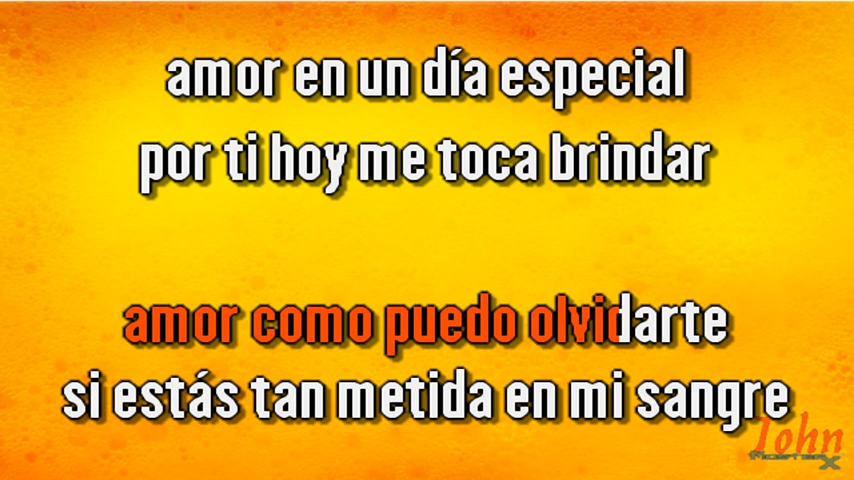 amor en un día especial
por ti hoy me toca brindar
amor como puedo olvidarte
si estás tan metida en mi sangre
John